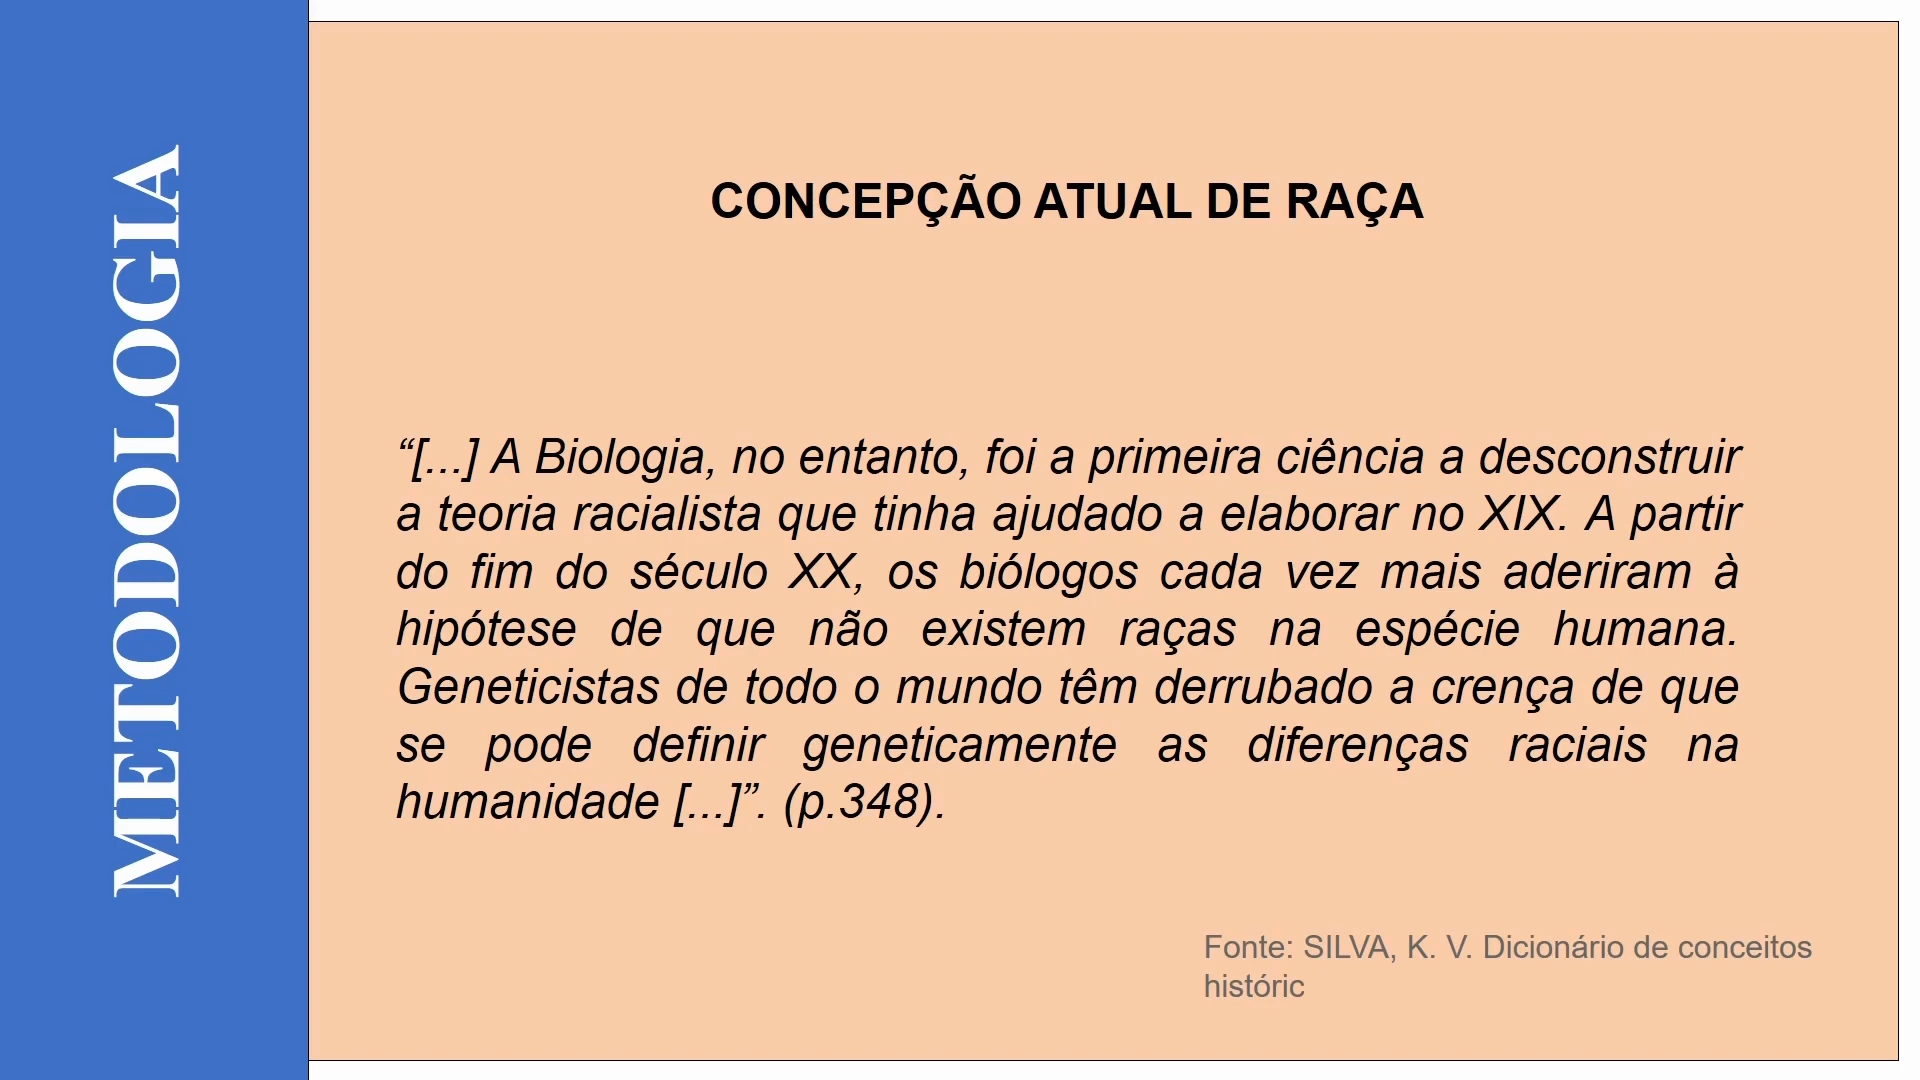 METODOLOGIA
CONCEPÇÃO ATUAL DE RAÇA
“[...] A Biologia, no entanto, foi a primeira ciência a desconstruir
a teoria racialista que tinha ajudado a elaborar no XIX. A partir
do fim do século XX, os biólogos cada vez mais aderiram à
hipótese de que não existem raças na espécie humana.
Geneticistas de todo o mundo têm derrubado a crença de que
se pode definir geneticamente as diferenças raciais na
humanidade [...]”. (p.348).
Fonte: SILVA, K. V. Dicionário de conceitos
históric